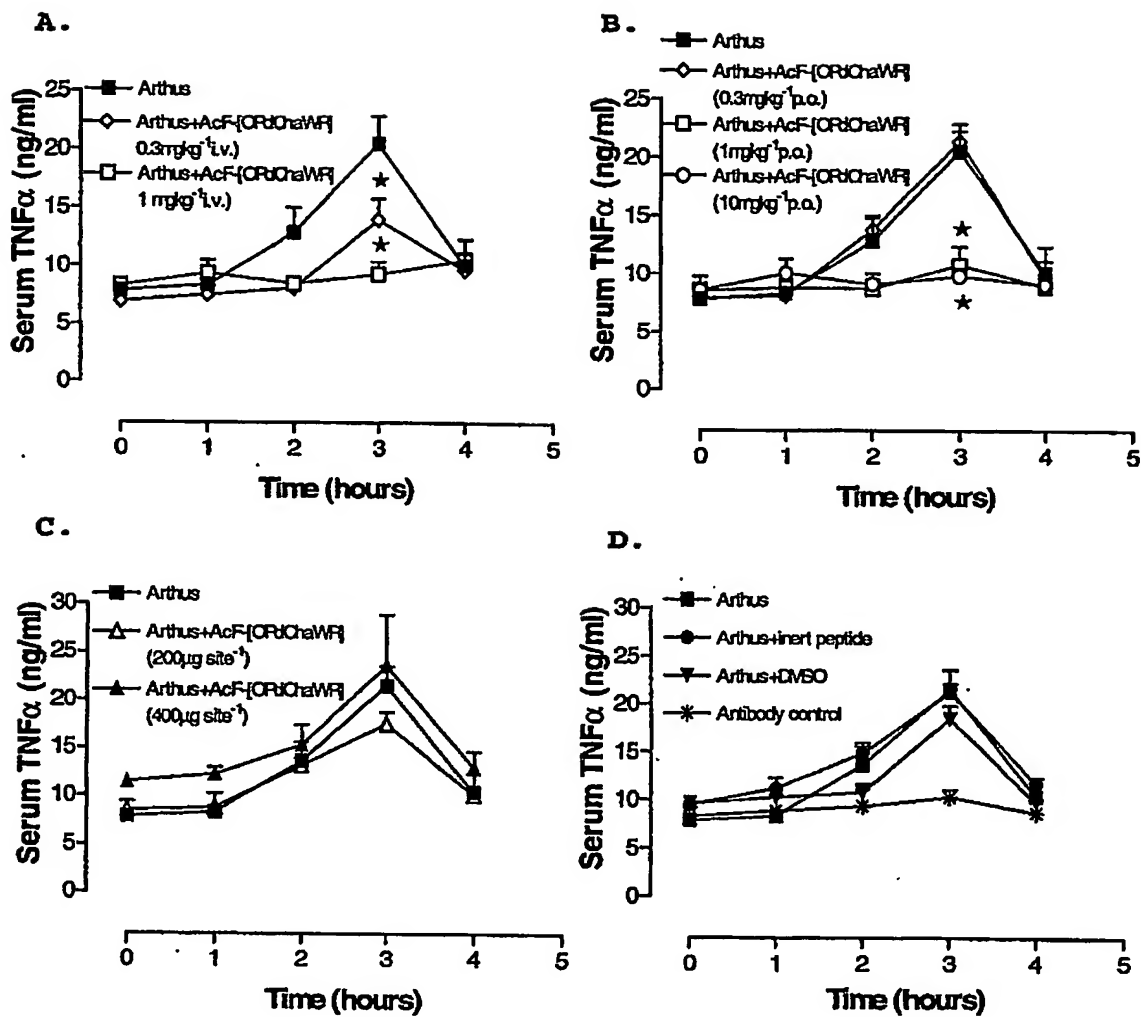 A.
Serum TNFα (ng/ml)
Arthus
Arthus+AcF-[OPdChaWR]
0.3mgkg⁻¹i.v.)
Arthus+AcF-[OPdChaWR]
1 mgkg⁻¹i.v.)
25
20
15
10
5
0
★
★
0 1 2 3 4 5
Time (hours)
B.
Serum TNFα (ng/ml)
Arthus
Arthus+AcF-[OPdChaWR]
(0.3mgkg⁻¹p.o.)
Arthus+AcF-[OPdChaWR]
(1mgkg⁻¹p.o.)
Arthus+AcF-[OPdChaWR]
(10mgkg⁻¹p.o.)
25
20
15
10
5
0
★
★
0 1 2 3 4 5
Time (hours)
C.
Serum TNFα (ng/ml)
Arthus
Arthus+AcF-[OPdChaWR]
(200µg site⁻¹)
Arthus+AcF-[OPdChaWR]
(400µg site⁻¹)
30
25
20
15
10
5
0
0 1 2 3 4 5
Time (hours)
D.
Serum TNFα (ng/ml)
Arthus
Arthus+inert peptide
Arthus+DMSO
Antibody control
30
25
20
15
10
5
0
0 1 2 3 4 5
Time (hours)